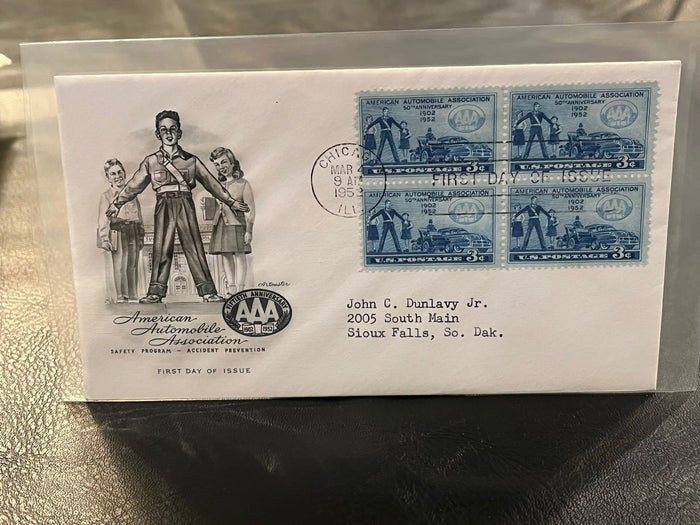 AMERICAN AUTOMOBILE ASSOCIATION
50TH ANNIVERSARY
1902
1952
AAA
U.S. POSTAGE 3¢
AMERICAN AUTOMOBILE ASSOCIATION
50TH ANNIVERSARY
1902
1952
AAA
U.S. POSTAGE 3¢
AMERICAN AUTOMOBILE ASSOCIATION
50TH ANNIVERSARY
1902
1952
AAA
U.S. POSTAGE 3¢
AMERICAN AUTOMOBILE ASSOCIATION
50TH ANNIVERSARY
1902
1952
AAA
U.S. POSTAGE 3¢
CHICAGO
MAR 4
9 AM
ILL.
FIRST DAY OF ISSUE
Artmaster
FIFTIETH ANNIVERSARY
AAA
1902 1952
American
Automobile
Association
SAFETY PROGRAM - ACCIDENT PREVENTION
FIRST DAY OF ISSUE
John C. Dunlavy Jr.
2005 South Main
Sioux Falls, So. Dak.